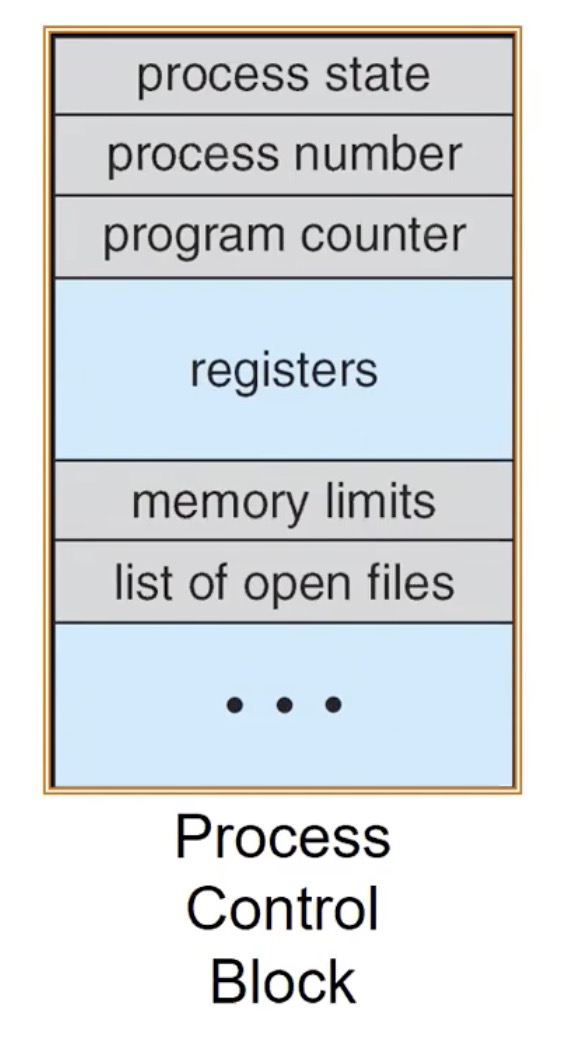 process state
process number
program counter
registers
memory limits
list of open files
• • •
Process
Control
Block